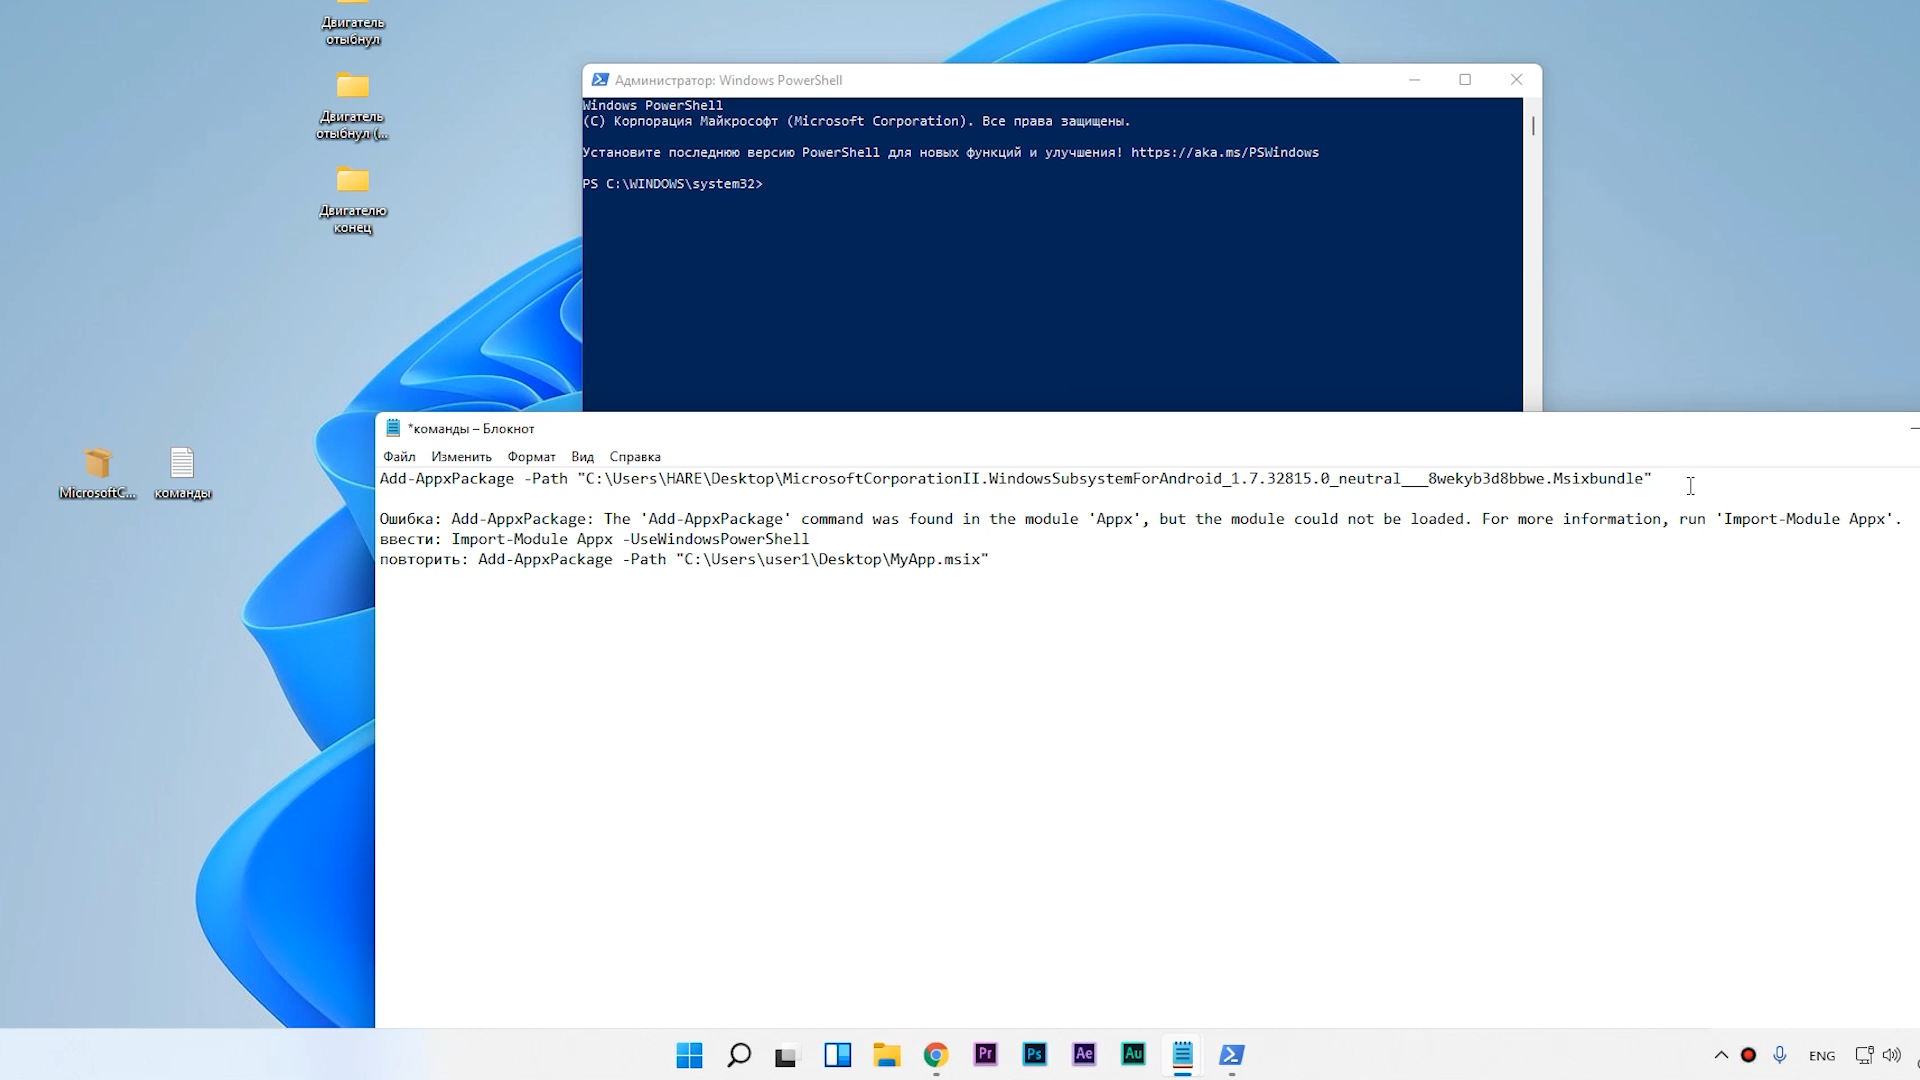 Двигатель
отыбнул
Двигатель
отыбнул (...
Двигателю
конец
MicrosoftC...
команды
Администратор: Windows PowerShell
Windows PowerShell
(C) Корпорация Майкрософт (Microsoft Corporation). Все права защищены.
Установите последнюю версию PowerShell для новых функций и улучшения! https://aka.ms/PSWindows
PS C:\WINDOWS\system32>
*команды – Блокнот
Файл Изменить Формат Вид Справка
Add-AppxPackage -Path "C:\Users\HARE\Desktop\MicrosoftCorporationII.WindowsSubsystemForAndroid_1.7.32815.0_neutral___8wekyb3d8bbwe.Msixbundle"
Ошибка: Add-AppxPackage: The 'Add-AppxPackage' command was found in the module 'Appx', but the module could not be loaded. For more information, run 'Import-Module Appx'.
ввести: Import-Module Appx -UseWindowsPowerShell
повторить: Add-AppxPackage -Path "C:\Users\user1\Desktop\MyApp.msix"
Pr Ps Ae Au
ENG